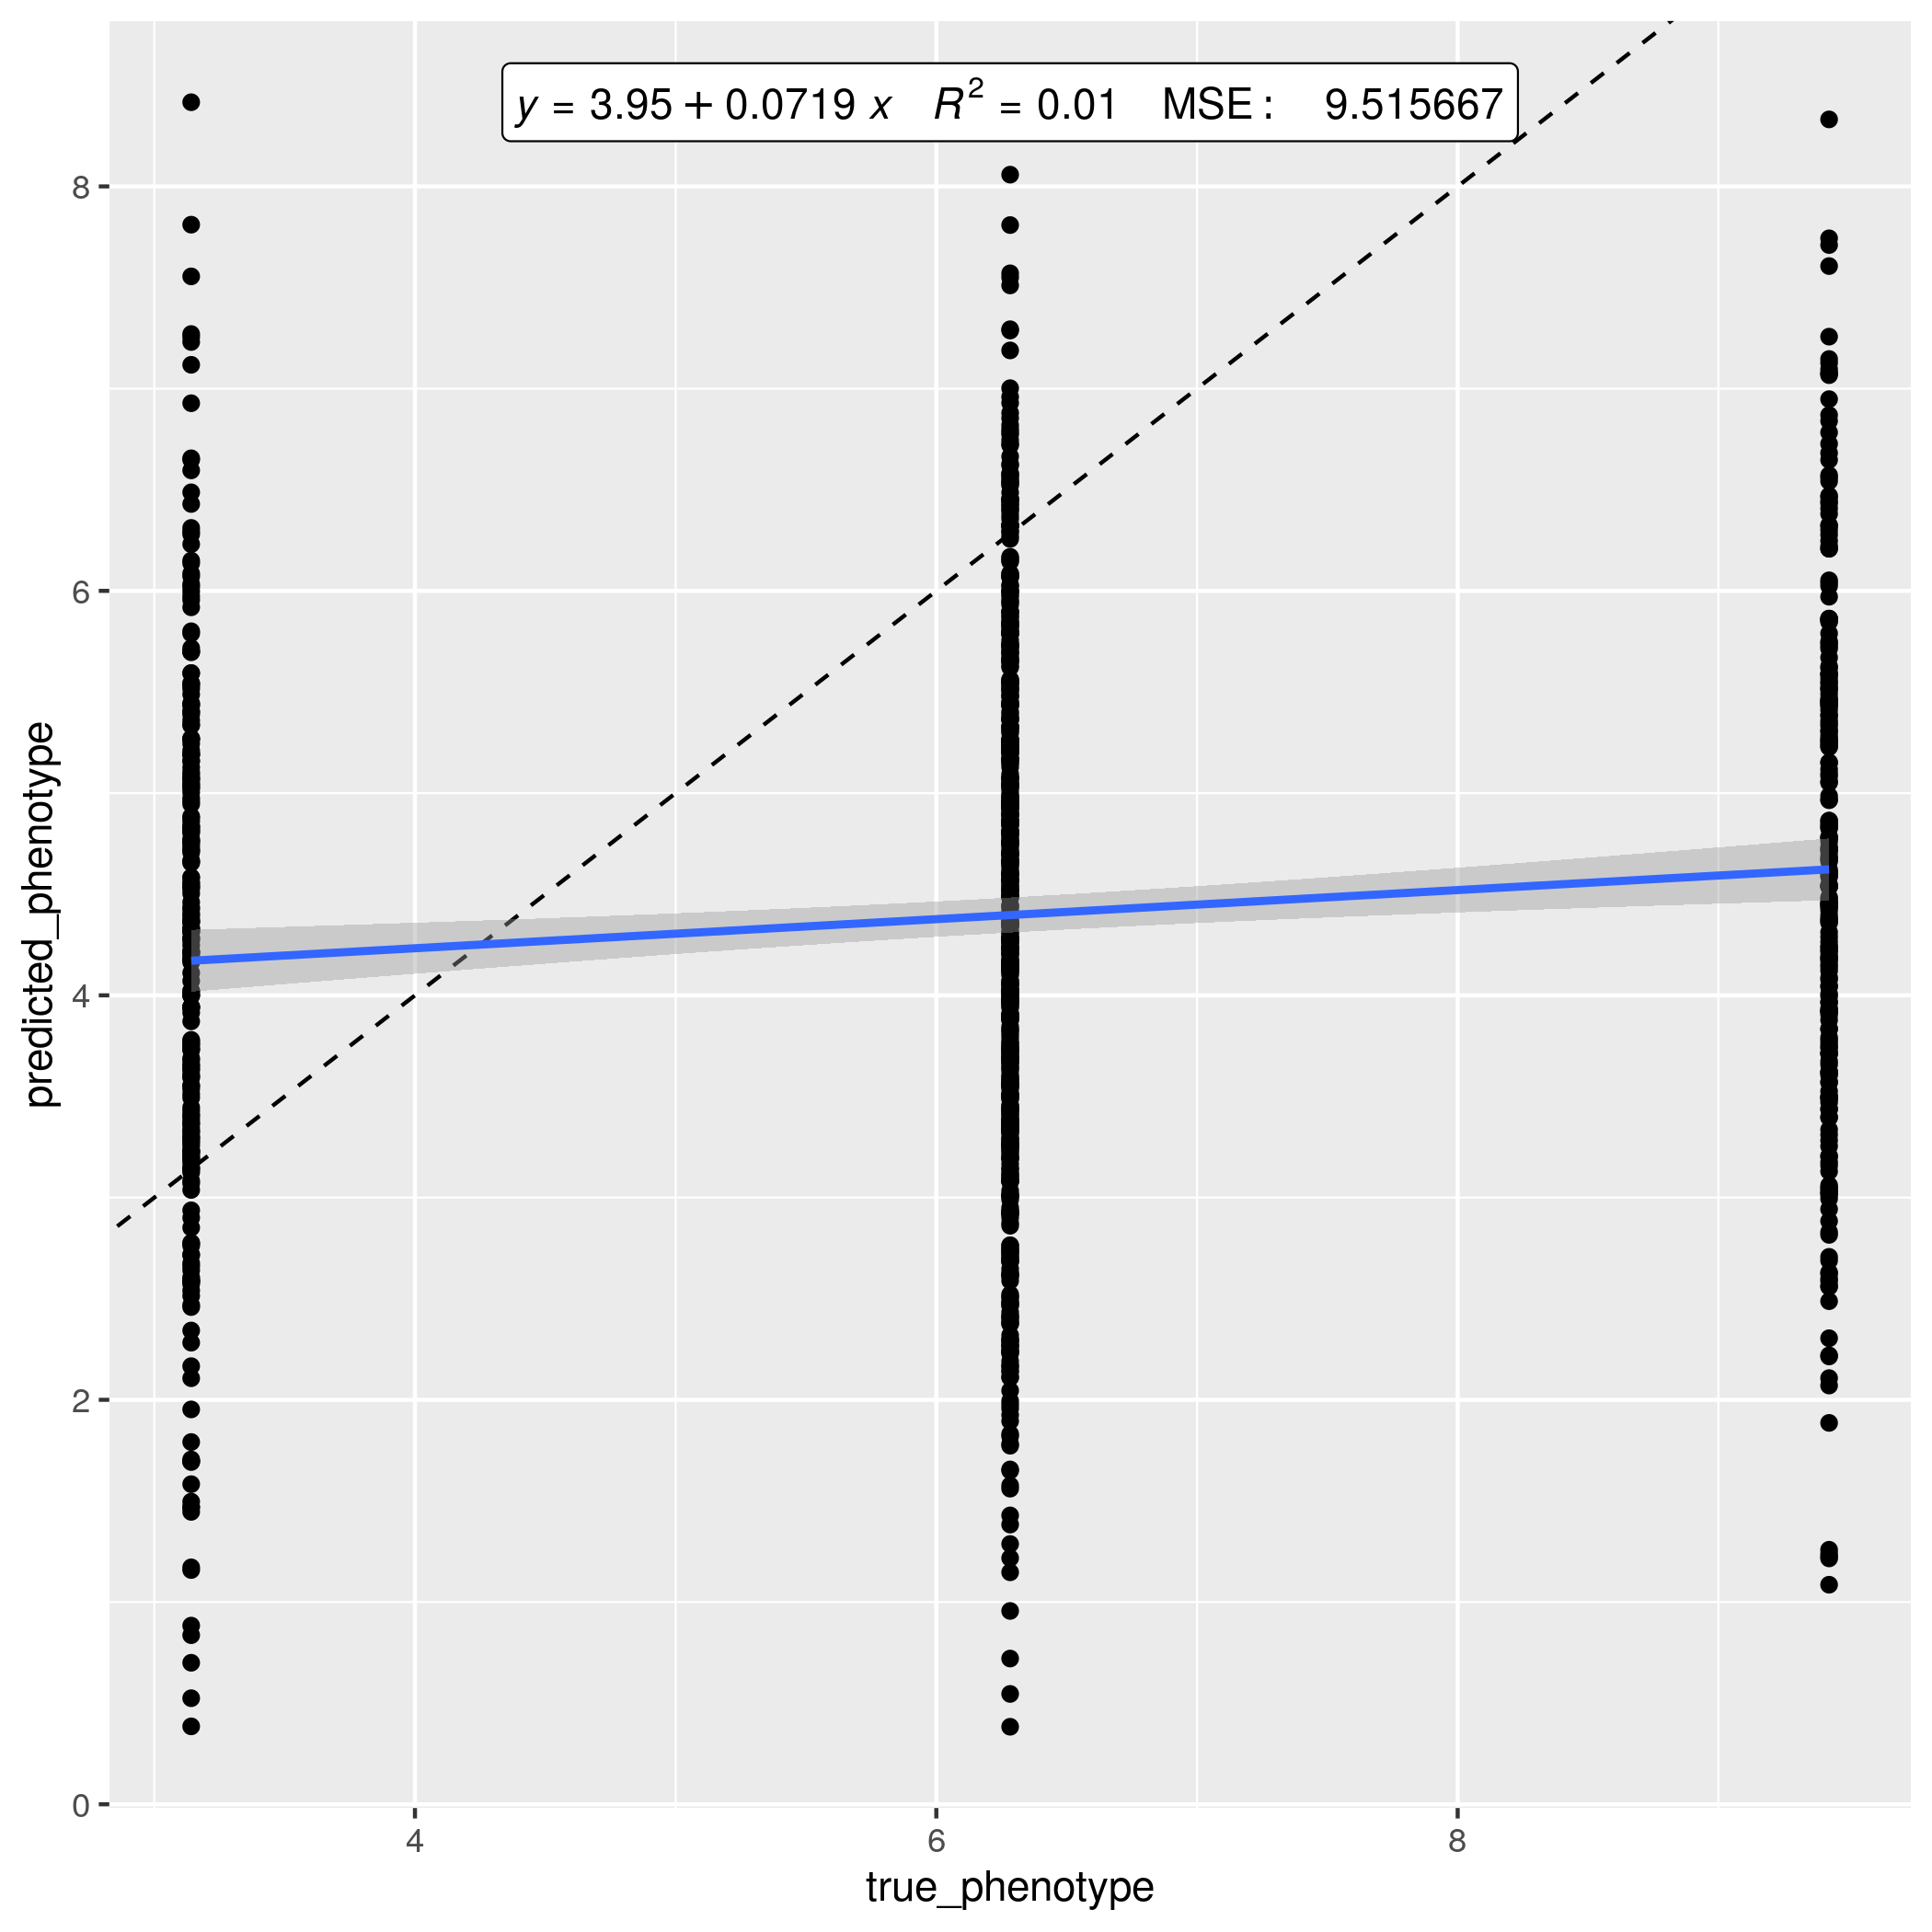 y = 3.95 + 0.0719 x R² = 0.01 MSE : 9.515667
8
6
4
2
0
predicted_phenotype
4 6 8
true_phenotype